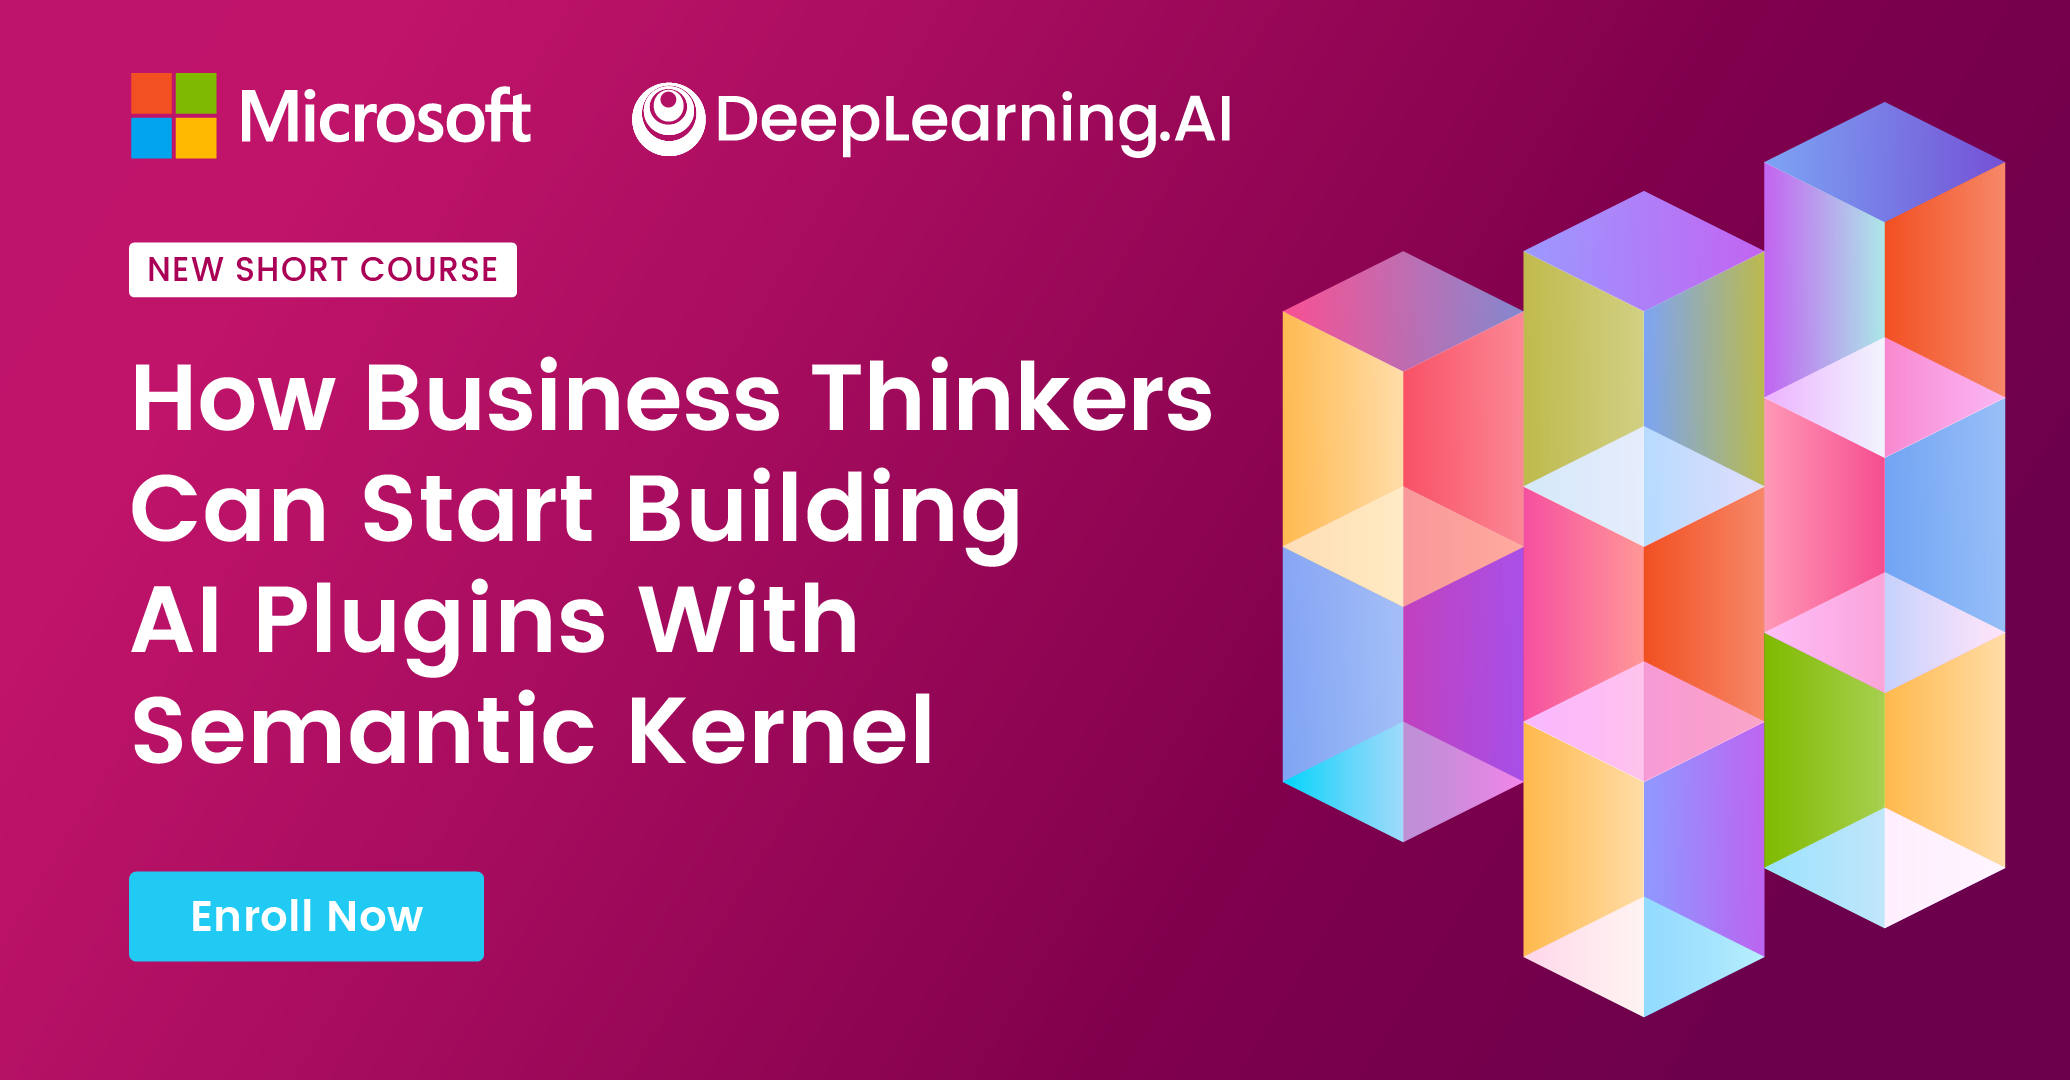 Microsoft
DeepLearning.AI
NEW SHORT COURSE
How Business Thinkers
Can Start Building
AI Plugins With
Semantic Kernel
Enroll Now